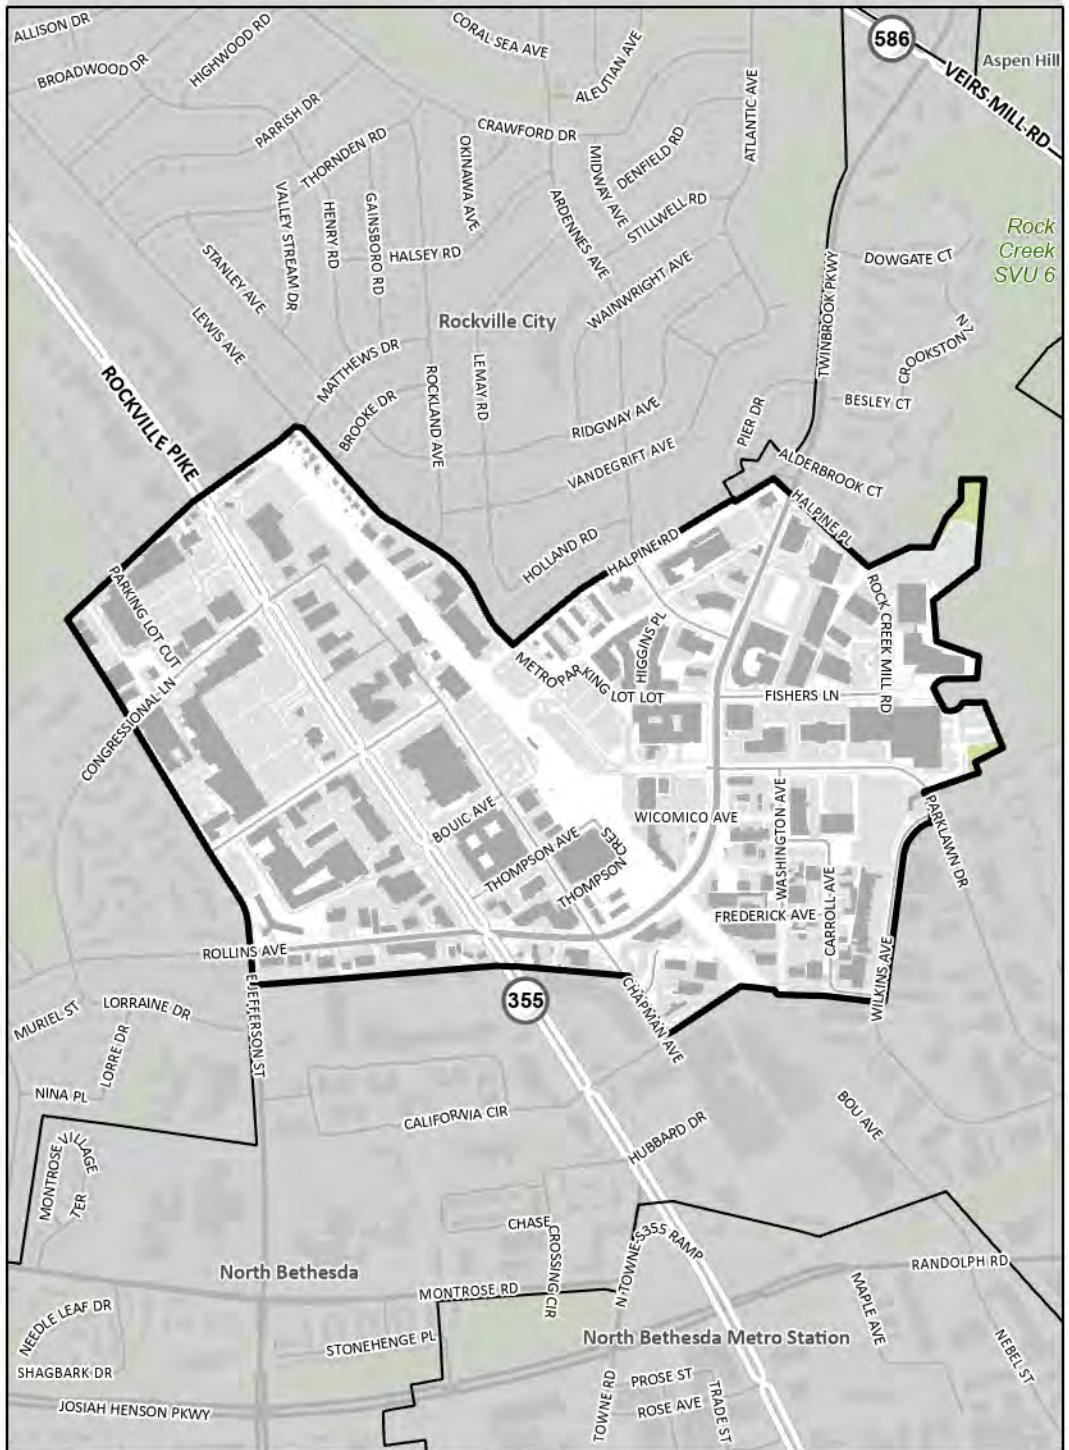 ALLISON DR
BROADWOOD DR
HIGHWOOD RD
CORAL SEA AVE
ALEUTIAN AVE
586
VEIRS MILL RD
Aspen Hill
PARRISH DR
THORNDEN RD
CRAWFORD DR
OKINAWA AVE
MIDWAY AVE
DENFIELD RD
ATLANTIC AVE
VALLEY STREAM DR
HENRY RD
GAINSBORO RD
HALSEY RD
ARDENNES AVE
STILLWELL RD
WAINWRIGHT AVE
STANLEY AVE
LEWIS AVE
Rockville City
TWINBROOK PKWY
DOWGATE CT
Rock
Creek
SVU 6
CROOKSTON
BESLEY CT
MATTHEWS DR
BROOKE DR
ROCKLAND AVE
LEMAY RD
RIDGWAY AVE
VANDEGRIFT AVE
PIER DR
ALDERBROOK CT
ROCKVILLE PIKE
HALPINE PL
HOLLAND RD
HALPINE RD
PARKING LOT CUT
CONGRESSIONAL LN
METRO PARKING
LOT LOT
HIGGINS PL
ROCK CREEK MILL RD
FISHERS LN
WICOMICO AVE
WASHINGTON AVE
PARKLAWN DR
BOUIC AVE
THOMPSON AVE
THOMPSON
CRES
FREDERICK AVE
CARROLL AVE
WILKINS AVE
ROLLINS AVE
E JEFFERSON ST
355
CHAPMAN AVE
MURIEL ST
LORRAINE DR
LORRE DR
NINA PL
CALIFORNIA CIR
HUBBARD DR
BOU AVE
MONTROSE VILLAGE
TER
CHASE
CROSSING CIR
N TOWNE
S355 RAMP
North Bethesda
MONTROSE RD
RANDOLPH RD
NEEDLE LEAF DR
STONEHENGE PL
North Bethesda Metro Station
MAPLE AVE
NEBEL ST
SHAGBARK DR
JOSIAH HENSON PKWY
TOWNE RD
PROSE ST
ROSE AVE
TRADE ST